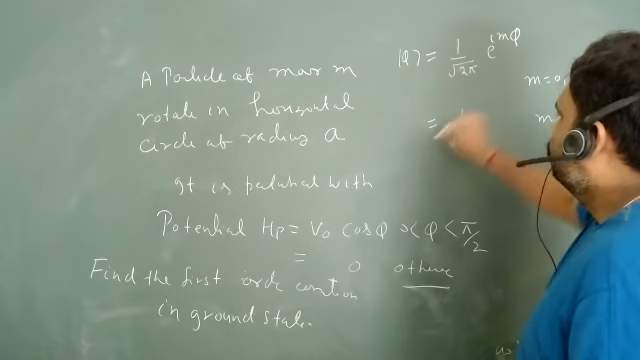 A Particle of mass m
rotate in horizontal
circle of radius a
It is perturbed with
Potential Hp = V₀ cosφ 0 < φ < π/2
= 0 otherwise
Find the first order correction
in ground state.
|φ⟩ = 1/√2π e^imφ
m = 0,
=
m